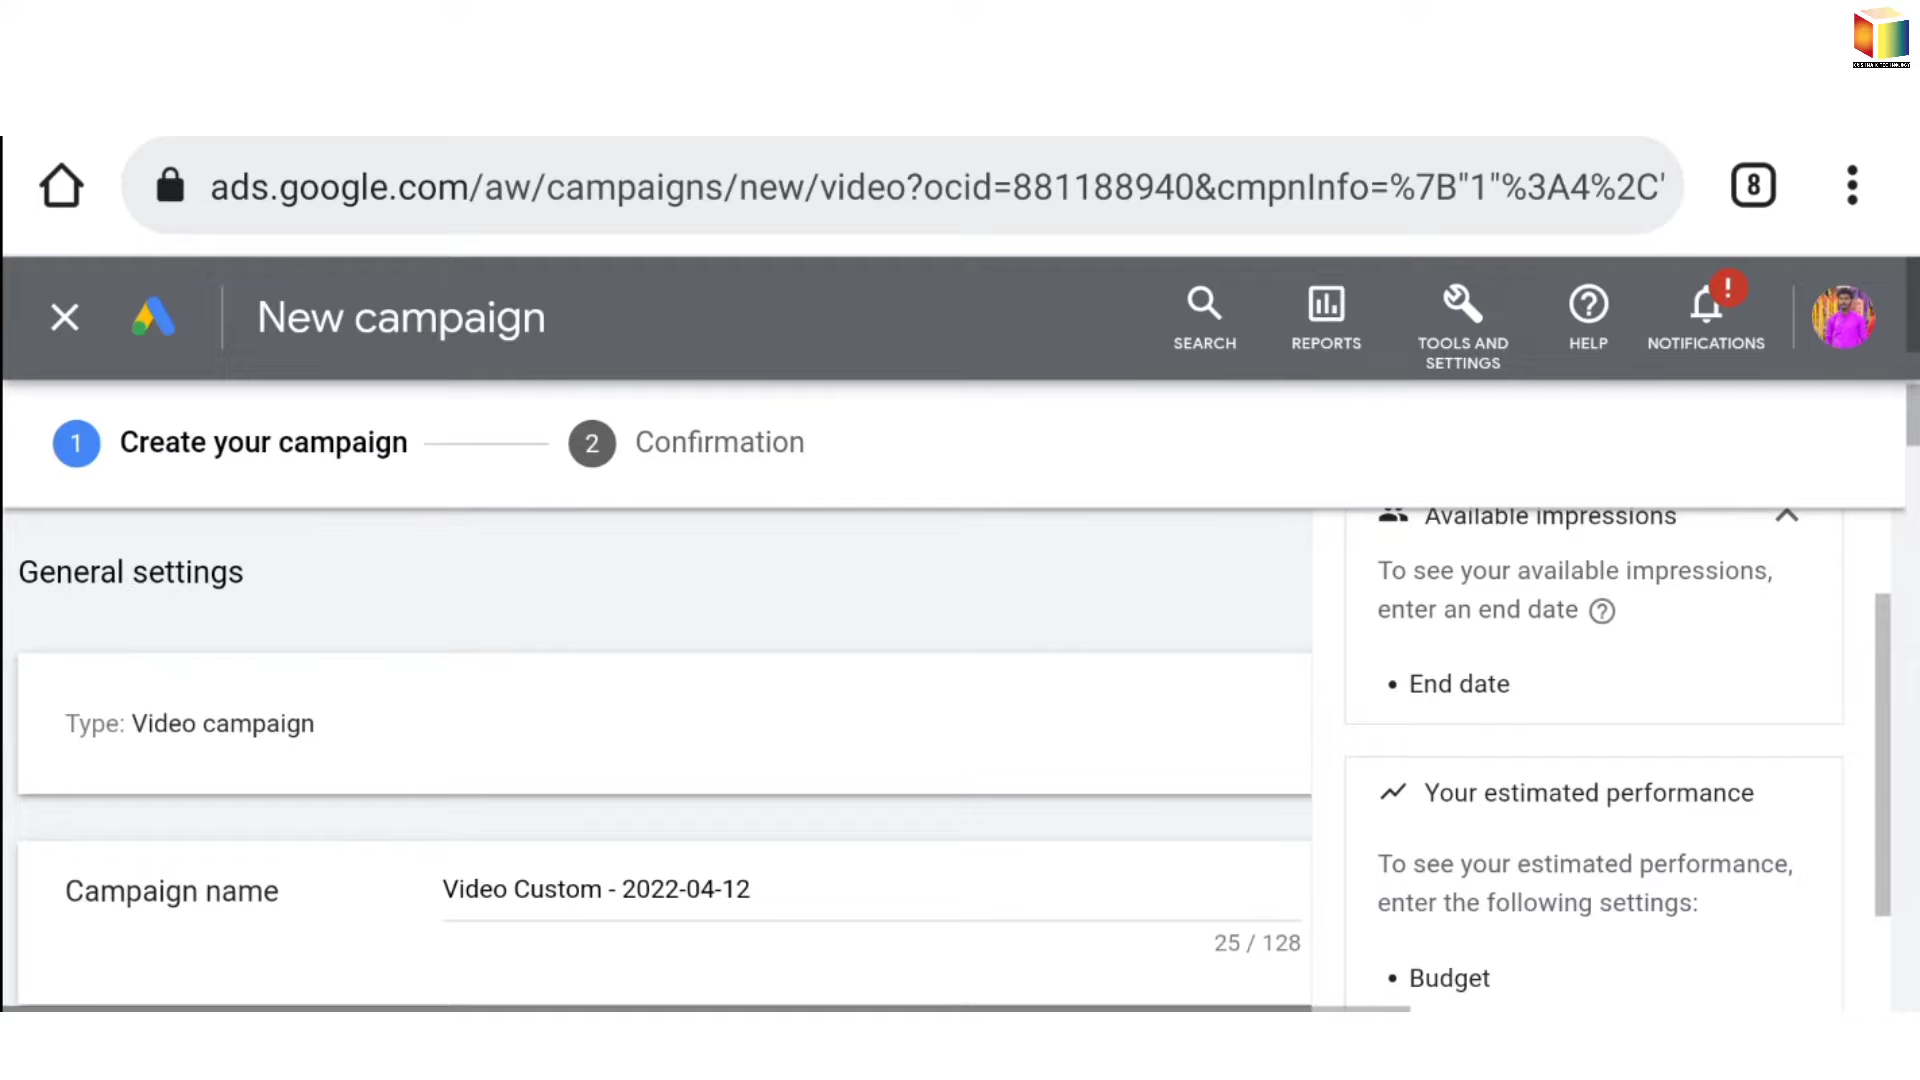 ads.google.com/aw/campaigns/new/video?ocid=881188940&cmpnInfo=%7B"1"%3A4%2C'
8
New campaign
SEARCH
REPORTS
TOOLS AND
SETTINGS
HELP
!
NOTIFICATIONS
1 Create your campaign
2 Confirmation
General settings
Type: Video campaign
Campaign name
Video Custom - 2022-04-12
25 / 128
Available impressions
To see your available impressions,
enter an end date ?
• End date
Your estimated performance
To see your estimated performance,
enter the following settings:
• Budget